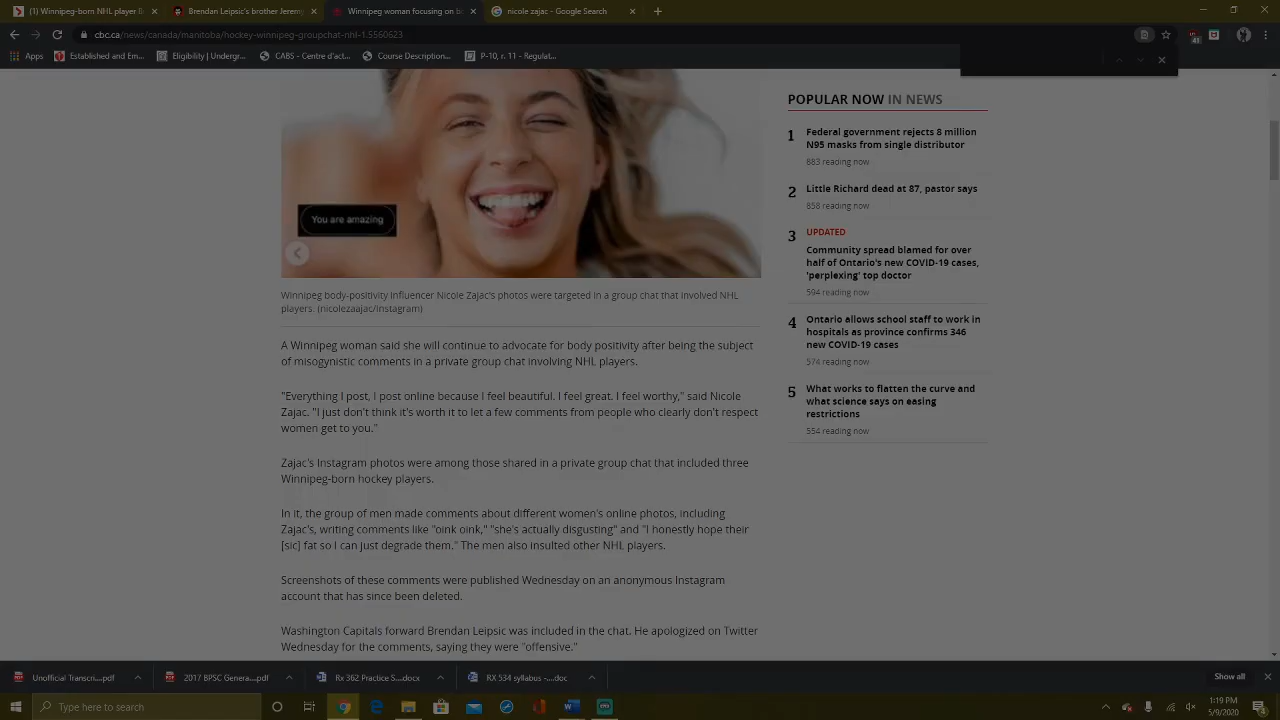 (1) Winnipeg-born NHL player B
Brendan Leipsic's brother Jeremy
Winnipeg woman focusing on b
nicole zajac - Google Search
cbc.ca/news/canada/manitoba/hockey-winnipeg-groupchat-nhl-1.5560623
41
Apps
Established and Em...
Eligibility | Undergr...
CABS - Centre d'act...
Course Description...
P-10, r. 11 - Regulat...
You are amazing
Winnipeg body-positivity influencer Nicole Zajac's photos were targeted in a group chat that involved NHL
players. (nicolezaajac/Instagram)
A Winnipeg woman said she will continue to advocate for body positivity after being the subject
of misogynistic comments in a private group chat involving NHL players.
"Everything I post, I post online because I feel beautiful. I feel great. I feel worthy," said Nicole
Zajac. "I just don't think it's worth it to let a few comments from people who clearly don't respect
women get to you."
Zajac's Instagram photos were among those shared in a private group chat that included three
Winnipeg-born hockey players.
In it, the group of men made comments about different women's online photos, including
Zajac's, writing comments like "oink oink," "she's actually disgusting" and "I honestly hope their
[sic] fat so I can just degrade them." The men also insulted other NHL players.
Screenshots of these comments were published Wednesday on an anonymous Instagram
account that has since been deleted.
Washington Capitals forward Brendan Leipsic was included in the chat. He apologized on Twitter
Wednesday for the comments, saying they were "offensive."
POPULAR NOW IN NEWS
1
Federal government rejects 8 million
N95 masks from single distributor
883 reading now
2
Little Richard dead at 87, pastor says
858 reading now
3
UPDATED
Community spread blamed for over
half of Ontario's new COVID-19 cases,
'perplexing' top doctor
594 reading now
4
Ontario allows school staff to work in
hospitals as province confirms 346
new COVID-19 cases
574 reading now
5
What works to flatten the curve and
what science says on easing
restrictions
554 reading now
Unofficial Transcri....pdf
2017 BPSC Genera....pdf
Rx 362 Practice S....docx
RX 534 syllabus -....doc
Show all
Type here to search
1:19 PM
5/9/2020